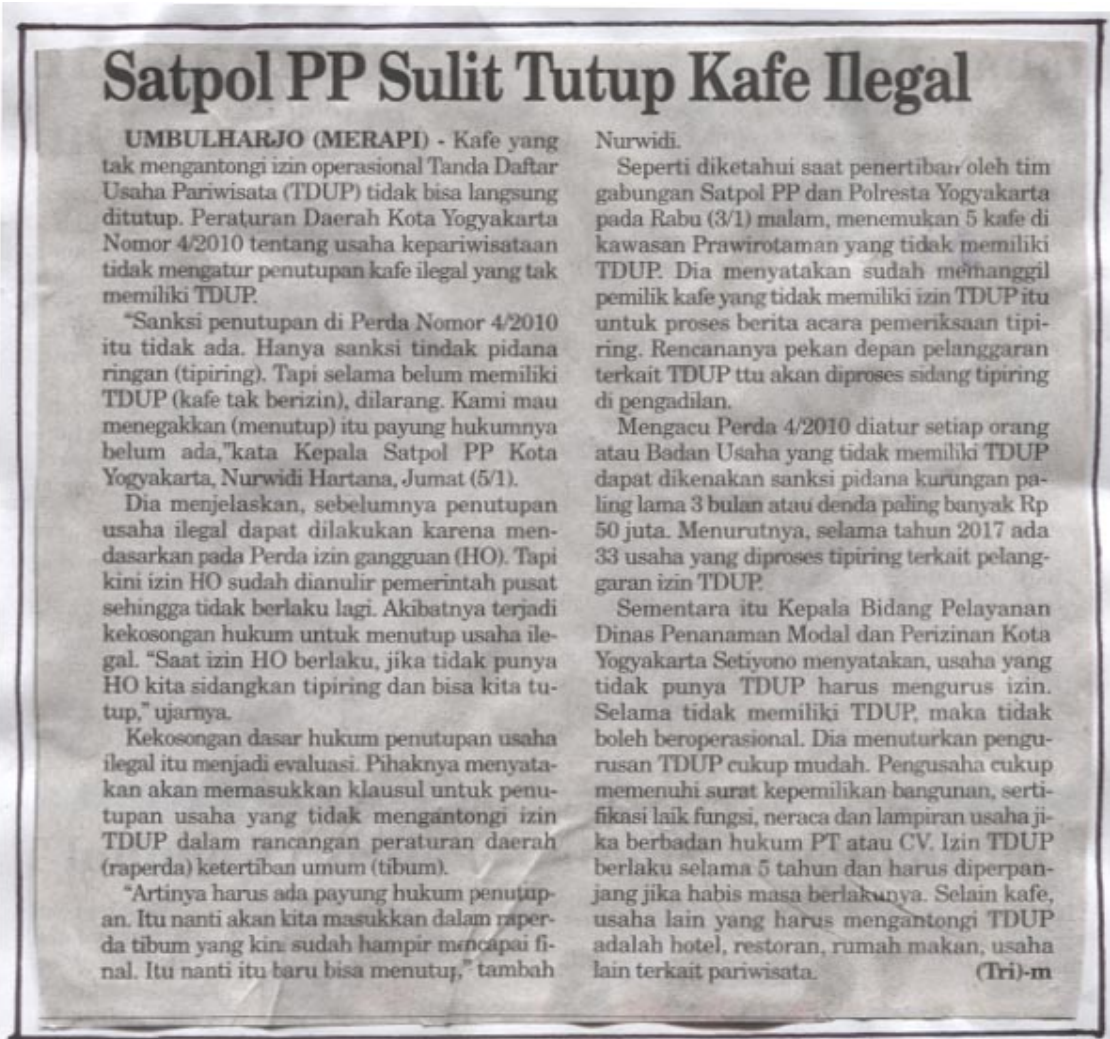 Satpol PP Sulit Tutup Kafe Ilegal
UMBULHARJO (MERAPI) - Kafe yang
tak mengantongi izin operasional Tanda Daftar
Usaha Pariwisata (TDUP) tidak bisa langsung
ditutup. Peraturan Daerah Kota Yogyakarta
Nomor 4/2010 tentang usaha kepariwisataan
tidak mengatur penutupan kafe ilegal yang tak
memiliki TDUP.
"Sanksi penutupan di Perda Nomor 4/2010
itu tidak ada. Hanya sanksi tindak pidana
ringan (tipiring). Tapi selama belum memiliki
TDUP (kafe tak berizin), dilarang. Kami mau
menegakkan (menutup) itu payung hukumnya
belum ada,"kata Kepala Satpol PP Kota
Yogyakarta, Nurwidi Hartana, Jumat (5/1).
Dia menjelaskan, sebelumnya penutupan
usaha ilegal dapat dilakukan karena men-
dasarkan pada Perda izin gangguan (HO). Tapi
kini izin HO sudah dianulir pemerintah pusat
sehingga tidak berlaku lagi. Akibatnya terjadi
kekosongan hukum untuk menutup usaha ile-
gal. "Saat izin HO berlaku, jika tidak punya
HO kita sidangkan tipiring dan bisa kita tu-
tup," ujarnya.
Kekosongan dasar hukum penutupan usaha
ilegal itu menjadi evaluasi. Pihaknya menyata-
kan akan memasukkan klausul untuk penu-
tupan usaha yang tidak mengantongi izin
TDUP dalam rancangan peraturan daerah
(raperda) ketertiban umum (tibum).
"Artinya harus ada payung hukum penutup-
an. Itu nanti akan kita masukkan dalam raper-
da tibum yang kini sudah hampir mencapai fi-
nal. Itu nanti itu baru bisa menutup," tambah
Nurwidi.
Seperti diketahui saat penertiban oleh tim
gabungan Satpol PP dan Polresta Yogyakarta
pada Rabu (3/1) malam, menemukan 5 kafe di
kawasan Prawirotaman yang tidak memiliki
TDUP. Dia menyatakan sudah memanggil
pemilik kafe yang tidak memiliki izin TDUP itu
untuk proses berita acara pemeriksaan tipi-
ring. Rencananya pekan depan pelanggaran
terkait TDUP ttu akan diproses sidang tipiring
di pengadilan.
Mengacu Perda 4/2010 diatur setiap orang
atau Badan Usaha yang tidak memiliki TDUP
dapat dikenakan sanksi pidana kurungan pa-
ling lama 3 bulan atau denda paling banyak Rp
50 juta. Menurutnya, selama tahun 2017 ada
33 usaha yang diproses tipiring terkait pelang-
garan izin TDUP.
Sementara itu Kepala Bidang Pelayanan
Dinas Penanaman Modal dan Perizinan Kota
Yogyakarta Setiyono menyatakan, usaha yang
tidak punya TDUP harus mengurus izin.
Selama tidak memiliki TDUP, maka tidak
boleh beroperasional. Dia menuturkan pengu-
rusan TDUP cukup mudah. Pengusaha cukup
memenuhi surat kepemilikan bangunan, serti-
fikasi laik fungsi, neraca dan lampiran usaha ji-
ka berbadan hukum PT atau CV. Izin TDUP
berlaku selama 5 tahun dan harus diperpan-
jang jika habis masa berlakunya. Selain kafe,
usaha lain yang harus mengantongi TDUP
adalah hotel, restoran, rumah makan, usaha
lain terkait pariwisata. (Tri)-m